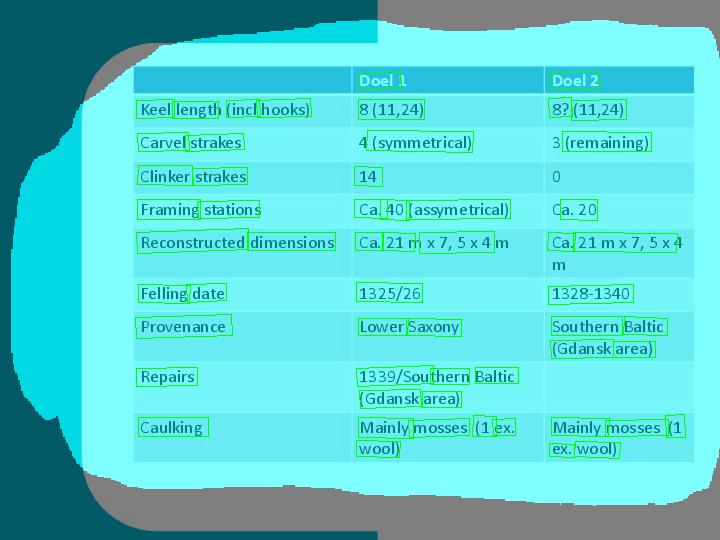 Doel 1 Doel 2
Keel length (incl hooks) 8 (11,24) 8? (11,24)
Carvel strakes 4 (symmetrical) 3 (remaining)
Clinker strakes 14 0
Framing stations Ca. 40 (assymetrical) Ca. 20
Reconstructed dimensions Ca. 21 m x 7, 5 x 4 m Ca. 21 m x 7, 5 x 4
m
Felling date 1325/26 1328-1340
Provenance Lower Saxony Southern Baltic
(Gdansk area)
Repairs 1339/Southern Baltic
(Gdansk area)
Caulking Mainly mosses (1 ex. Mainly mosses (1
wool) ex. wool)